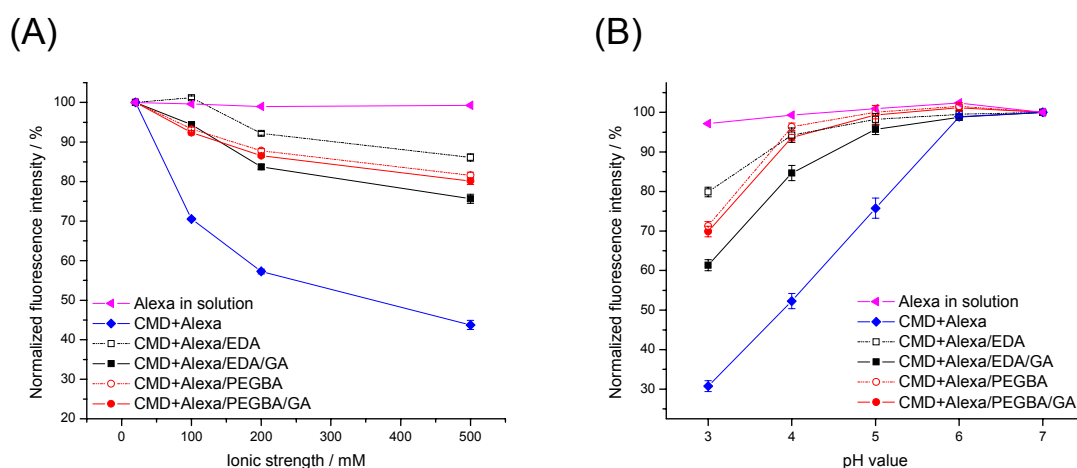 (A)
Normalized fluorescence intensity / %
100
90
80
70
60
50
40
30
20
Alexa in solution
CMD+Alexa
CMD+Alexa/EDA
CMD+Alexa/EDA/GA
CMD+Alexa/PEGBA
CMD+Alexa/PEGBA/GA
0 100 200 300 400 500
Ionic strength / mM
(B)
Normalized fluorescence intensity / %
100
90
80
70
60
50
40
30
Alexa in solution
CMD+Alexa
CMD+Alexa/EDA
CMD+Alexa/EDA/GA
CMD+Alexa/PEGBA
CMD+Alexa/PEGBA/GA
3 4 5 6 7
pH value